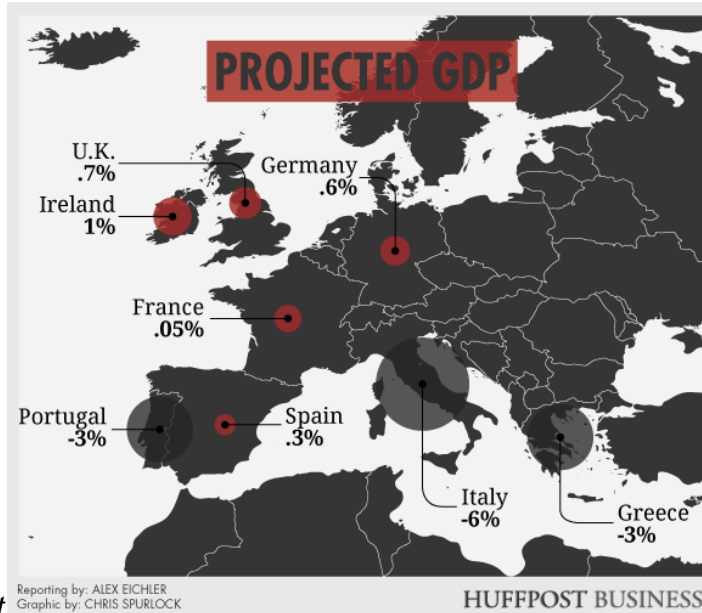 PROJECTED GDP
U.K.
.7%
Germany
.6%
Ireland
1%
France
.05%
Portugal
-3%
Spain
.3%
Italy
-6%
Greece
-3%
t
Reporting by: ALEX EICHLER
Graphic by: CHRIS SPURLOCK
HUFFPOST BUSINESS